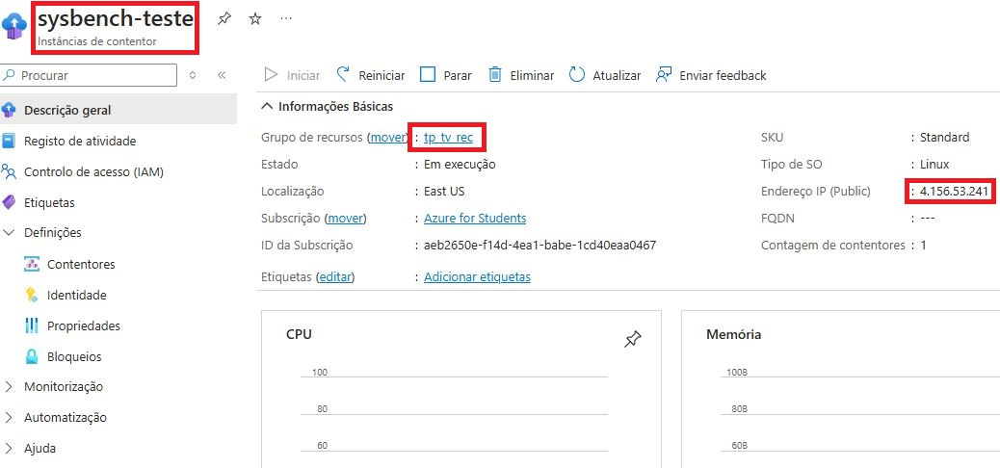 sysbench-teste
Instâncias de contentor
Procurar
Iniciar Reiniciar Parar Eliminar Atualizar Enviar feedback
Descrição geral
Registo de atividade
Controlo de acesso (IAM)
Etiquetas
Definições
Contentores
Identidade
Propriedades
Bloqueios
Monitorização
Automatização
Ajuda
Informações Básicas
Grupo de recursos (mover) : tp_tv_rec
Estado : Em execução
Localização : East US
Subscrição (mover) : Azure for Students
ID da Subscrição : aeb2650e-f14d-4ea1-babe-1cd40eaa0467
Etiquetas (editar) : Adicionar etiquetas
SKU : Standard
Tipo de SO : Linux
Endereço IP (Public) : 4.156.53.241
FQDN : ---
Contagem de contentores : 1
CPU
100
80
60
Memória
100B
80B
60B